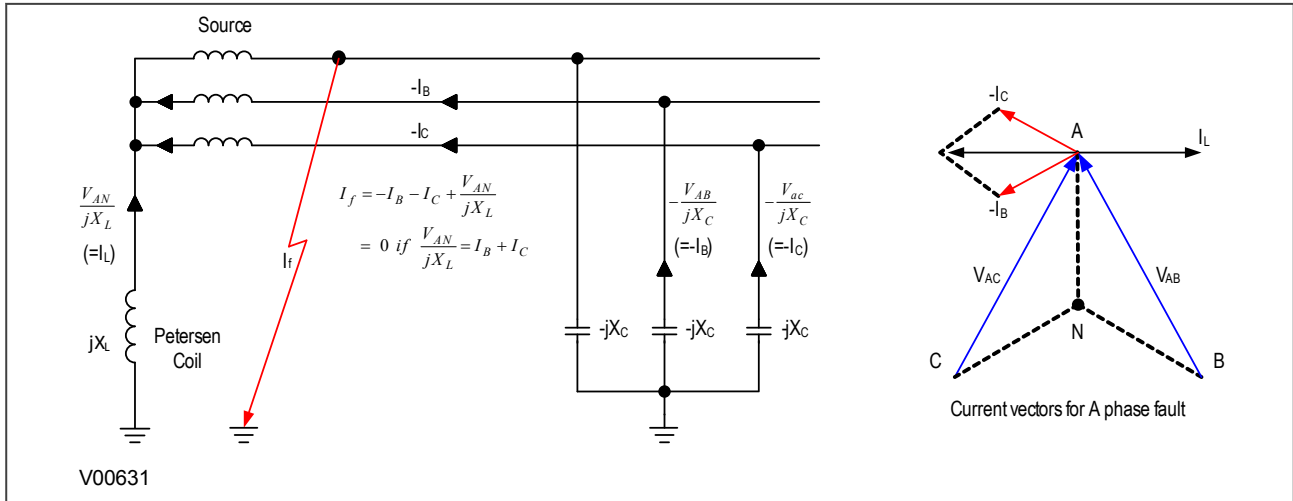 Source
-I_B
-I_C
V_AN / jX_L
(=I_L)
jX_L
Petersen
Coil
I_f
I_f = -I_B - I_C + V_AN / jX_L
= 0 if V_AN / jX_L = I_B + I_C
-V_AB / jX_C
(=-I_B)
-V_ac / jX_C
(=-I_C)
-jX_C
-jX_C
-jX_C
-I_C
A
I_L
-I_B
V_AC
V_AB
N
C
B
Current vectors for A phase fault
V00631